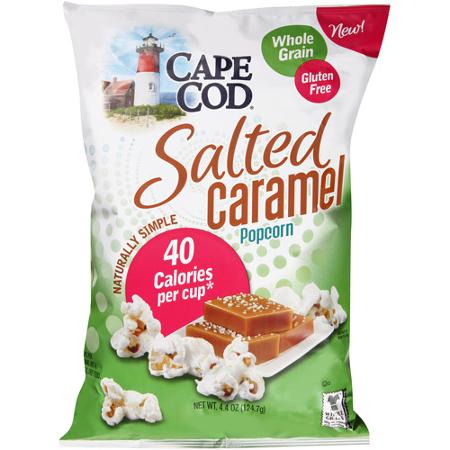 New!
Whole
Grain
Gluten
Free
CAPE
COD®
Salted
Caramel
Popcorn
NATURALLY SIMPLE
40
Calories
per cup*
NET WT. 4.4 OZ (124.7g)